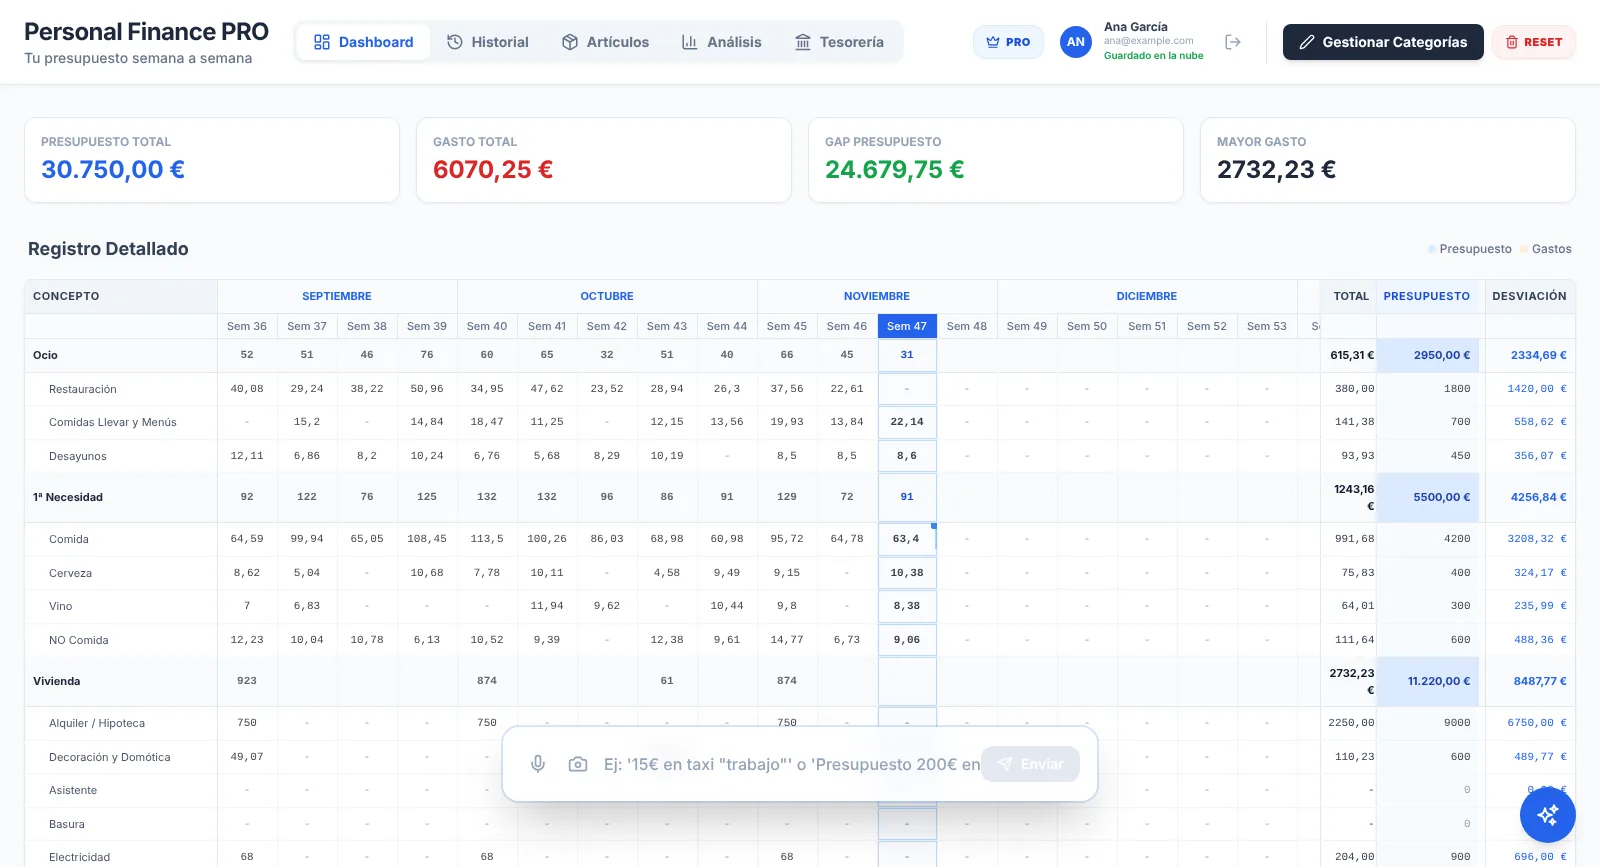 Personal Finance PRO
Tu presupuesto semana a semana
Dashboard Historial Artículos Análisis Tesorería
PRO
AN
Ana García
ana@example.com
Guardado en la nube
Gestionar Categorías
RESET
PRESUPUESTO TOTAL
30.750,00 €
GASTO TOTAL
6070,25 €
GAP PRESUPUESTO
24.679,75 €
MAYOR GASTO
2732,23 €
Registro Detallado
Presupuesto Gastos
CONCEPTO SEPTIEMBRE OCTUBRE NOVIEMBRE DICIEMBRE TOTAL PRESUPUESTO DESVIACIÓN
Sem 36 Sem 37 Sem 38 Sem 39 Sem 40 Sem 41 Sem 42 Sem 43 Sem 44 Sem 45 Sem 46 Sem 47 Sem 48 Sem 49 Sem 50 Sem 51 Sem 52 Sem 53
Ocio 52 51 46 76 60 65 32 51 40 66 45 31 615,31 € 2950,00 € 2334,69 €
Restauración 40,08 29,24 38,22 50,96 34,95 47,62 23,52 28,94 26,3 37,56 22,61 - - - - - - - 380,00 1800 1420,00 €
Comidas Llevar y Menús - 15,2 - 14,84 18,47 11,25 - 12,15 13,56 19,93 13,84 22,14 - - - - - - 141,38 700 558,62 €
Desayunos 12,11 6,86 8,2 10,24 6,76 5,68 8,29 10,19 - 8,5 8,5 8,6 - - - - - - 93,93 450 356,07 €
1ª Necesidad 92 122 76 125 132 132 96 86 91 129 72 91 1243,16 € 5500,00 € 4256,84 €
Comida 64,59 99,94 65,05 108,45 113,5 100,26 86,03 68,98 60,98 95,72 64,78 63,4 - - - - - - 991,68 4200 3208,32 €
Cerveza 8,62 5,04 - 10,68 7,78 10,11 - 4,58 9,49 9,15 - 10,38 - - - - - - 75,83 400 324,17 €
Vino 7 6,83 - - - 11,94 9,62 - 10,44 9,8 - 8,38 - - - - - - 64,01 300 235,99 €
NO Comida 12,23 10,04 10,78 6,13 10,52 9,39 - 12,38 9,61 14,77 6,73 9,06 - - - - - - 111,64 600 488,36 €
Vivienda 923 874 61 874 2732,23 € 11.220,00 € 8487,77 €
Alquiler / Hipoteca 750 - - - 750 - - - - 750 - - - - - - - - 2250,00 9000 6750,00 €
Decoración y Domótica 49,07 - - - - - - - - 110,23 600 489,77 €
Ej: '15€ en taxi "trabajo"' o 'Presupuesto 200€ en
Enviar
Asistente - - - - - - - - - 0
Basura - - - - - - - - - - - - - - - - - - - 0
Electricidad 68 - - - 68 - - - - 68 - - - - - - - - 204,00 900 696,00 €